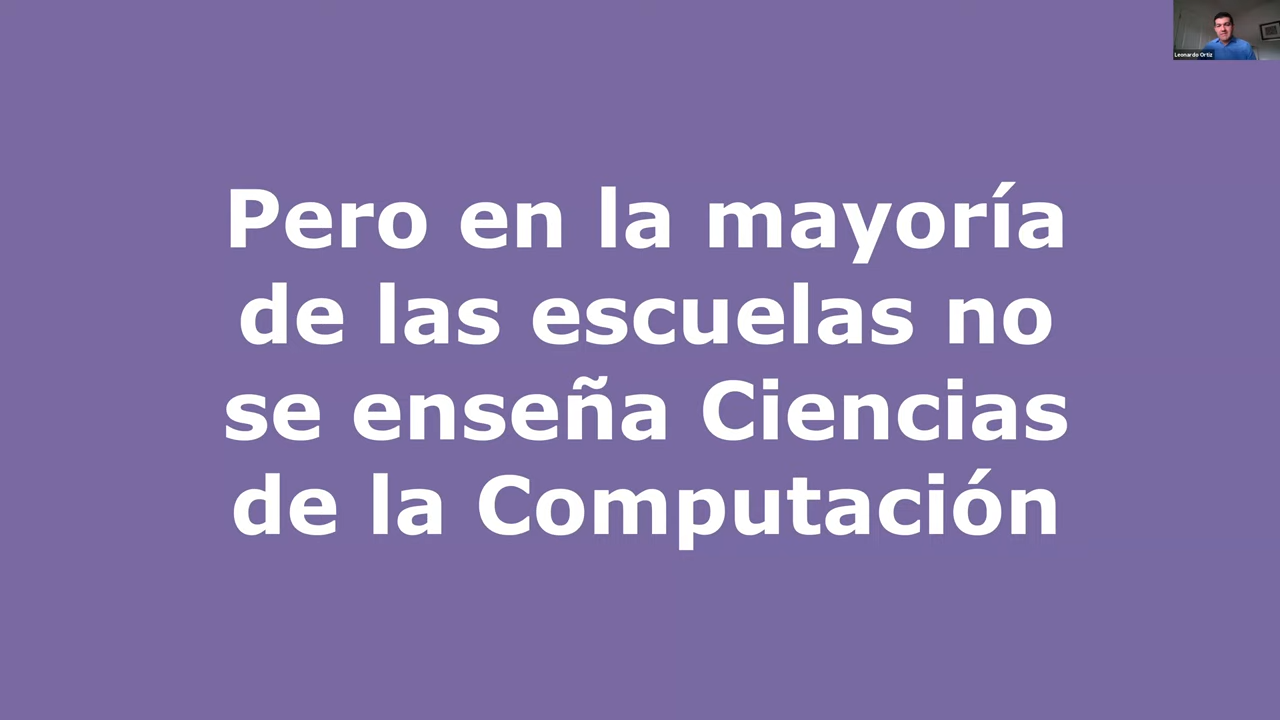 Leonardo Ortiz
Pero en la mayoría
de las escuelas no
se enseña Ciencias
de la Computación